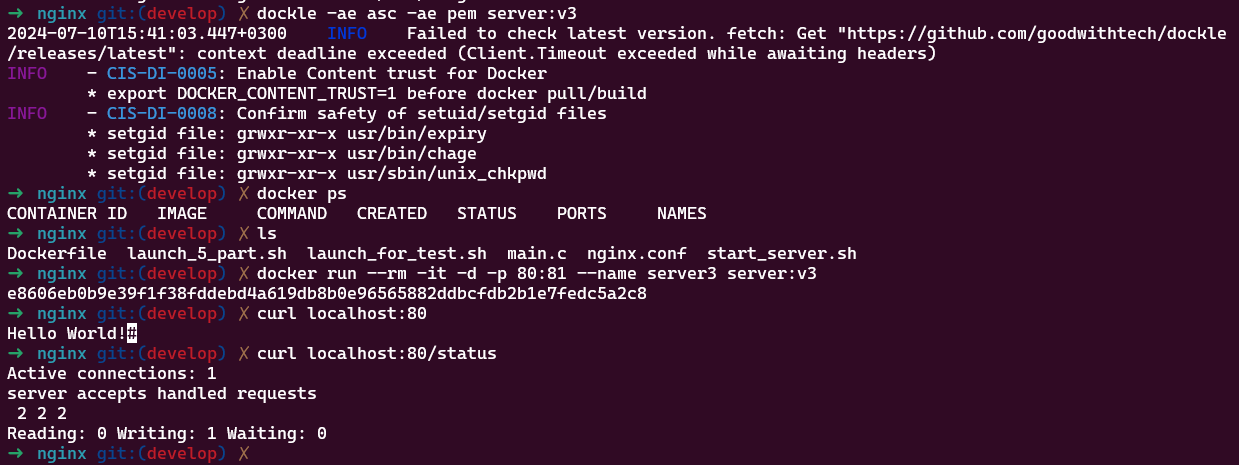 ➜  nginx git:(develop) ✗ dockle -ae asc -ae pem server:v3
2024-07-10T15:41:03.447+0300    INFO    Failed to check latest version. fetch: Get "https://github.com/goodwithtech/dockle
/releases/latest": context deadline exceeded (Client.Timeout exceeded while awaiting headers)
INFO    - CIS-DI-0005: Enable Content trust for Docker
        * export DOCKER_CONTENT_TRUST=1 before docker pull/build
INFO    - CIS-DI-0008: Confirm safety of setuid/setgid files
        * setgid file: grwxr-xr-x usr/bin/expiry
        * setgid file: grwxr-xr-x usr/bin/chage
        * setgid file: grwxr-xr-x usr/sbin/unix_chkpwd
➜  nginx git:(develop) ✗ docker ps
CONTAINER ID   IMAGE     COMMAND   CREATED   STATUS    PORTS     NAMES
➜  nginx git:(develop) ✗ ls
Dockerfile  launch_5_part.sh  launch_for_test.sh  main.c  nginx.conf  start_server.sh
➜  nginx git:(develop) ✗ docker run --rm -it -d -p 80:81 --name server3 server:v3
e8606eb0b9e39f1f38fddebd4a619db8b0e96565882ddbcfdb2b1e7fedc5a2c8
➜  nginx git:(develop) ✗ curl localhost:80
Hello World!#
➜  nginx git:(develop) ✗ curl localhost:80/status
Active connections: 1
server accepts handled requests
 2 2 2
Reading: 0 Writing: 1 Waiting: 0
➜  nginx git:(develop) ✗